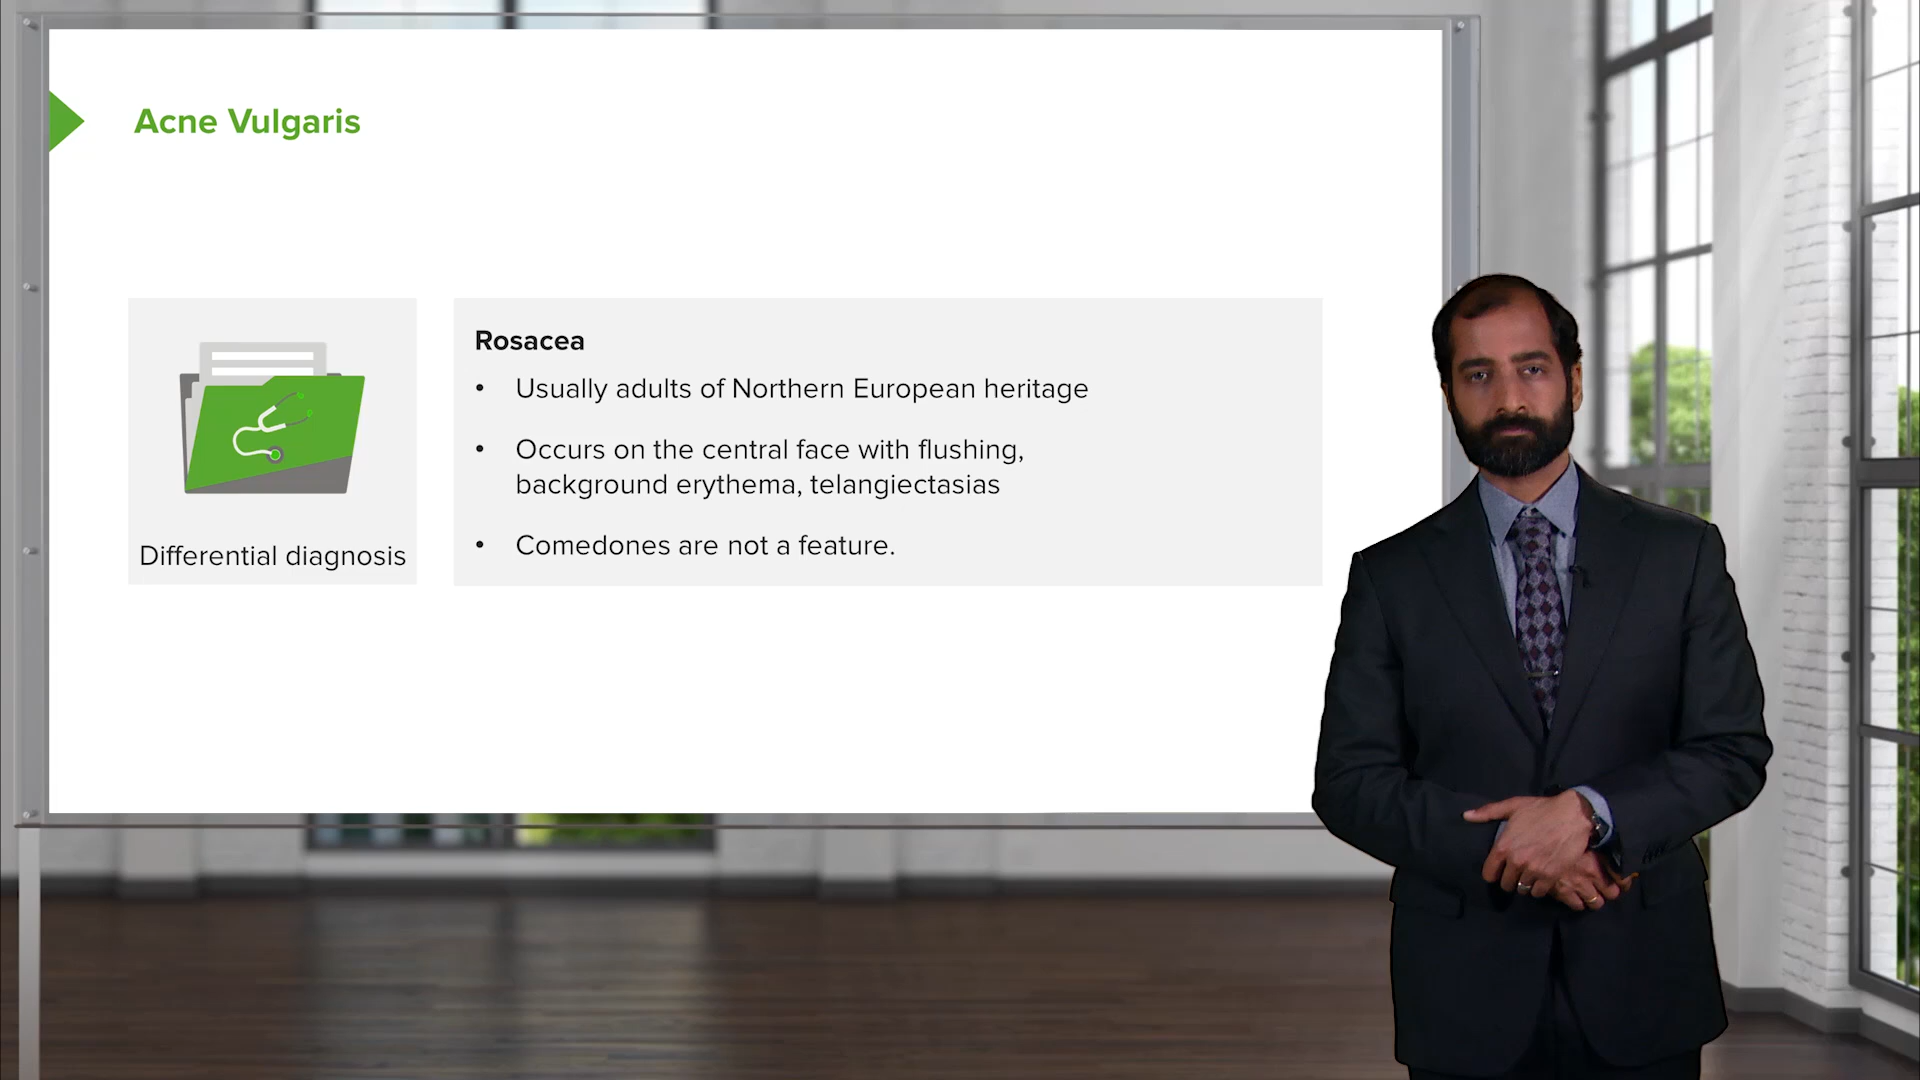 Acne Vulgaris
Rosacea
• Usually adults of Northern European heritage
• Occurs on the central face with flushing,
background erythema, telangiectasias
• Comedones are not a feature.
Differential diagnosis